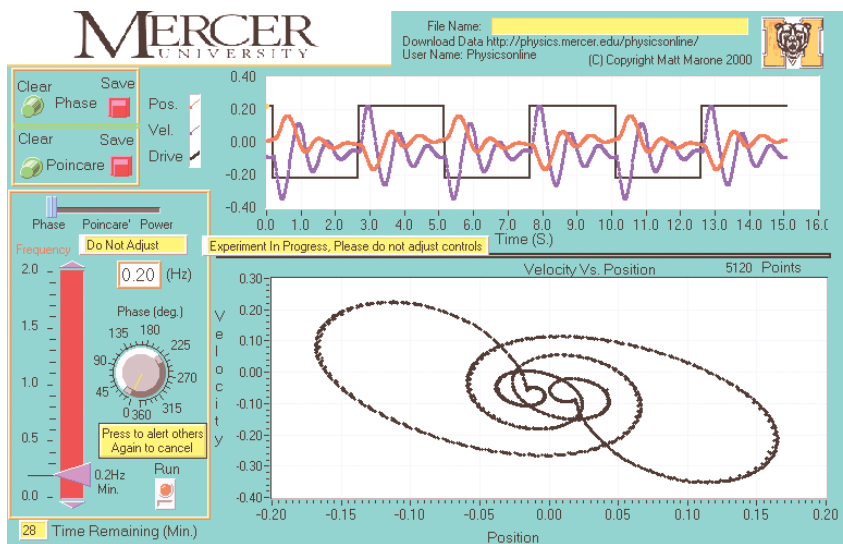 MERCER
UNIVERSITY
File Name:
Download Data http://physics.mercer.edu/physicsonline/
User Name: Physicsonline
(C) Copyright Matt Marone 2000
Clear Save
Phase
Clear Save
Poincare
Pos.
Vel.
Drive
0.40
0.20
0.00
-0.20
-0.40
0.0 1.0 2.0 3.0 4.0 5.0 6.0 7.0 8.0 9.0 10.0 11.0 12.0 13.0 14.0 15.0 16.0
Time (S.)
Phase Poincare' Power
Frequency
Do Not Adjust
Experiment In Progress, Please do not adjust controls
2.0
1.5
1.0
0.5
0.0
0.20 (Hz)
Phase (deg.)
0 45 90 135 180 225 270 315 360
Press to alert others
Again to cancel
0.2Hz
Min.
Run
28 Time Remaining (Min.)
Velocity Vs. Position
5120 Points
Velocity
0.30
0.20
0.10
0.00
-0.10
-0.20
-0.30
-0.40
-0.20 -0.15 -0.10 -0.05 0.00 0.05 0.10 0.15 0.20
Position